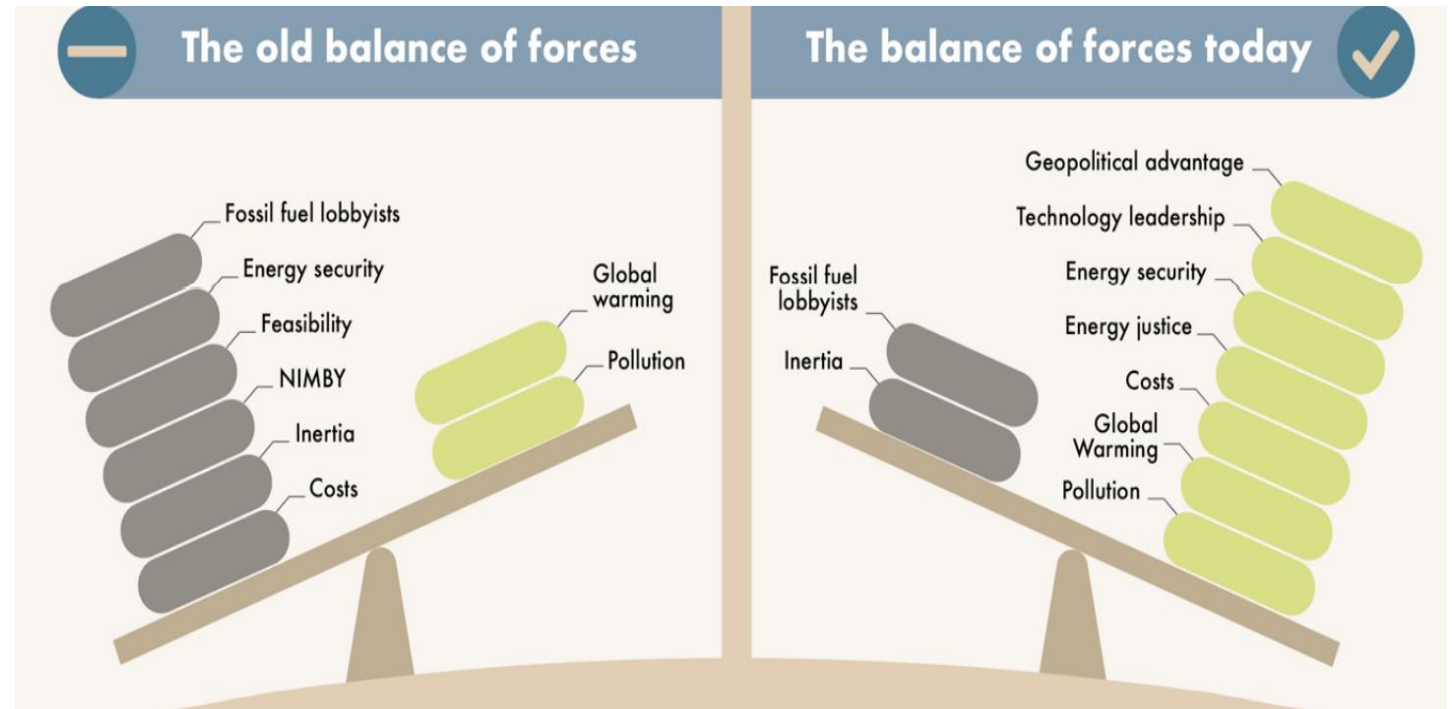 The old balance of forces
Fossil fuel lobbyists
Energy security
Feasibility
NIMBY
Inertia
Costs
Global
warming
Pollution
The balance of forces today
Fossil fuel
lobbyists
Inertia
Geopolitical advantage
Technology leadership
Energy security
Energy justice
Costs
Global
Warming
Pollution